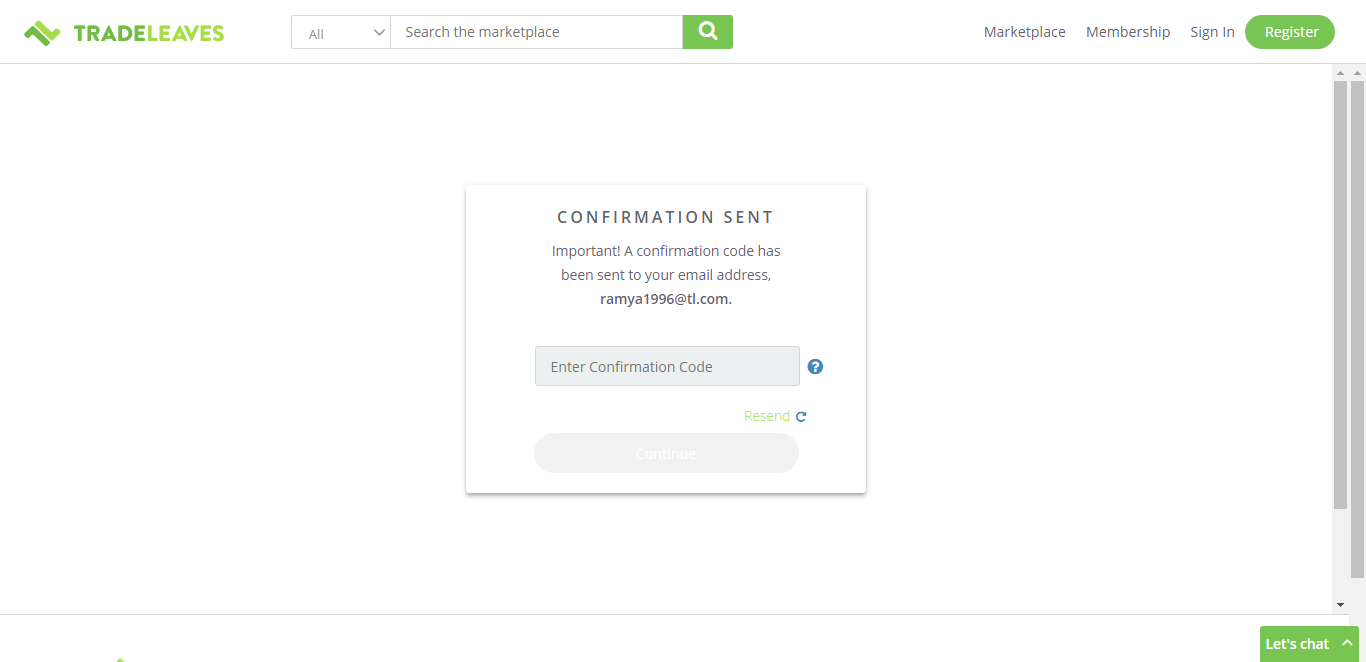 TRADELEAVES
All
Search the marketplace
Marketplace
Membership
Sign In
Register
CONFIRMATION SENT
Important! A confirmation code has
been sent to your email address,
ramya1996@tl.com.
Enter Confirmation Code
?
Resend
Continue
Let's chat